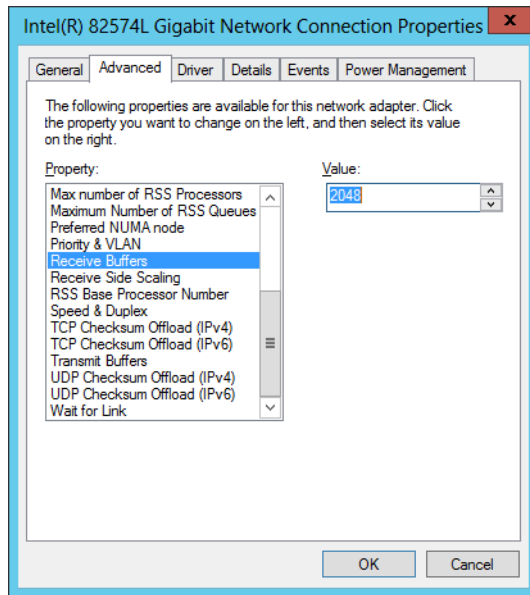 Intel(R) 82574L Gigabit Network Connection Properties
x
General Advanced Driver Details Events Power Management
The following properties are available for this network adapter. Click
the property you want to change on the left, and then select its value
on the right.
Property:
Value:
2048
Max number of RSS Processors
Maximum Number of RSS Queues
Preferred NUMA node
Priority & VLAN
Receive Buffers
Receive Side Scaling
RSS Base Processor Number
Speed & Duplex
TCP Checksum Offload (IPv4)
TCP Checksum Offload (IPv6)
Transmit Buffers
UDP Checksum Offload (IPv4)
UDP Checksum Offload (IPv6)
Wait for Link
OK
Cancel